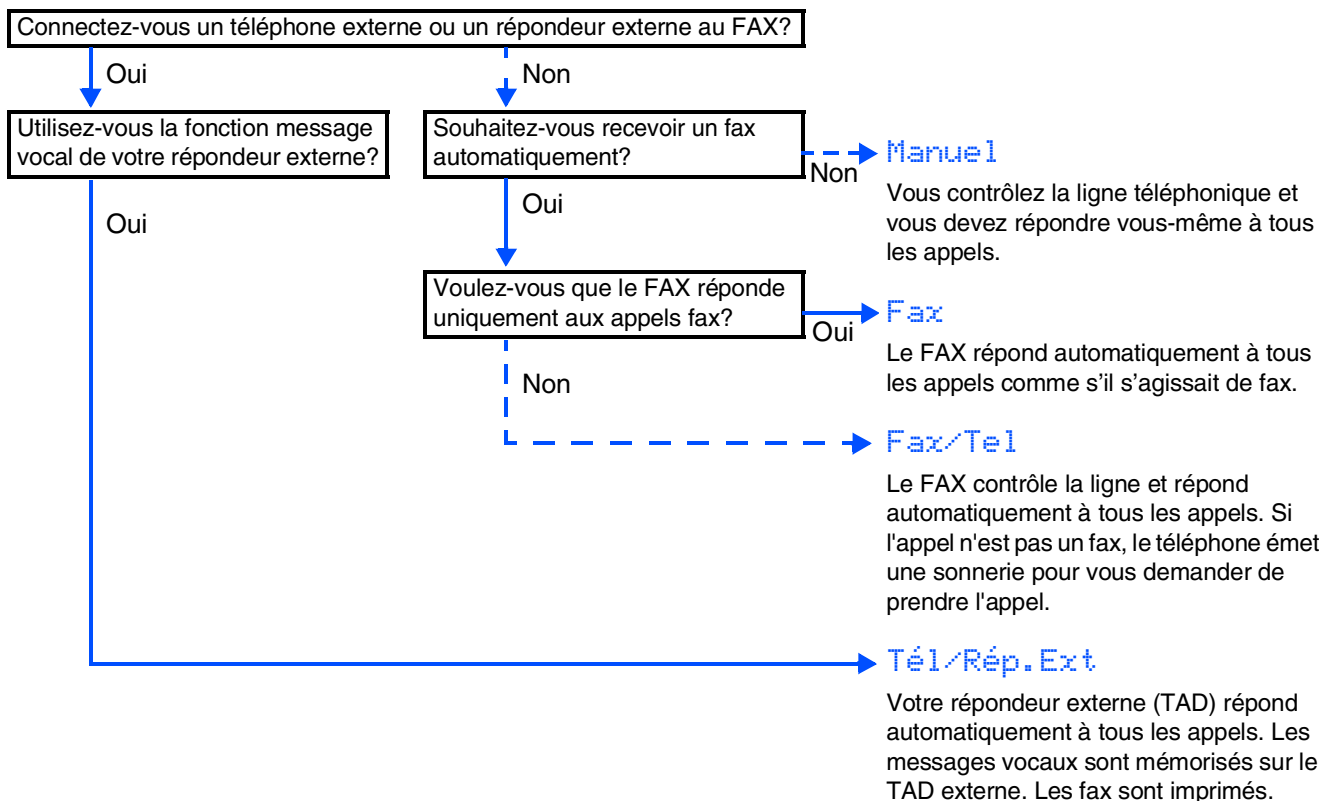 Connectez-vous un téléphone externe ou un répondeur externe au FAX?
Oui
Non
Utilisez-vous la fonction message
vocal de votre répondeur externe?
Souhaitez-vous recevoir un fax
automatiquement?
Non
Manuel
Vous contrôlez la ligne téléphonique et
vous devez répondre vous-même à tous
les appels.
Oui
Oui
Voulez-vous que le FAX réponde
uniquement aux appels fax?
Oui
Fax
Le FAX répond automatiquement à tous
les appels comme s’il s’agissait de fax.
Non
Fax/Tel
Le FAX contrôle la ligne et répond
automatiquement à tous les appels. Si
l'appel n'est pas un fax, le téléphone émet
une sonnerie pour vous demander de
prendre l'appel.
Tél/Rép.Ext
Votre répondeur externe (TAD) répond
automatiquement à tous les appels. Les
messages vocaux sont mémorisés sur le
TAD externe. Les fax sont imprimés.